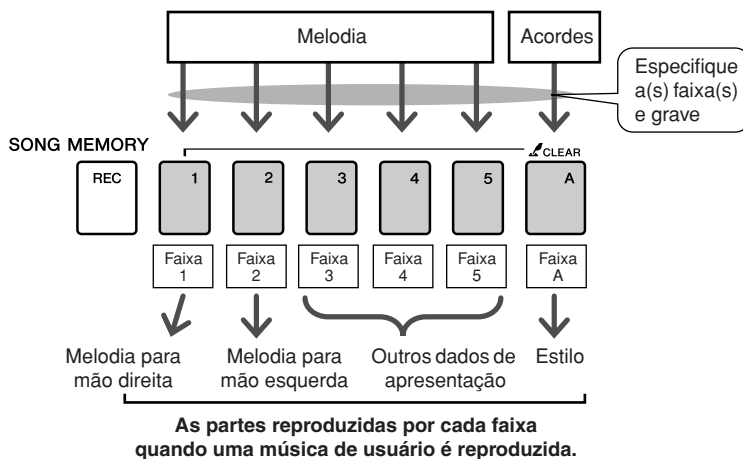 Melodia
Acordes
Especifique
a(s) faixa(s)
e grave
SONG MEMORY
CLEAR
REC
1
2
3
4
5
A
Faixa
1
Faixa
2
Faixa
3
Faixa
4
Faixa
5
Faixa
A
Melodia para
mão direita
Melodia para
mão esquerda
Outros dados de
apresentação
Estilo
As partes reproduzidas por cada faixa
quando uma música de usuário é reproduzida.